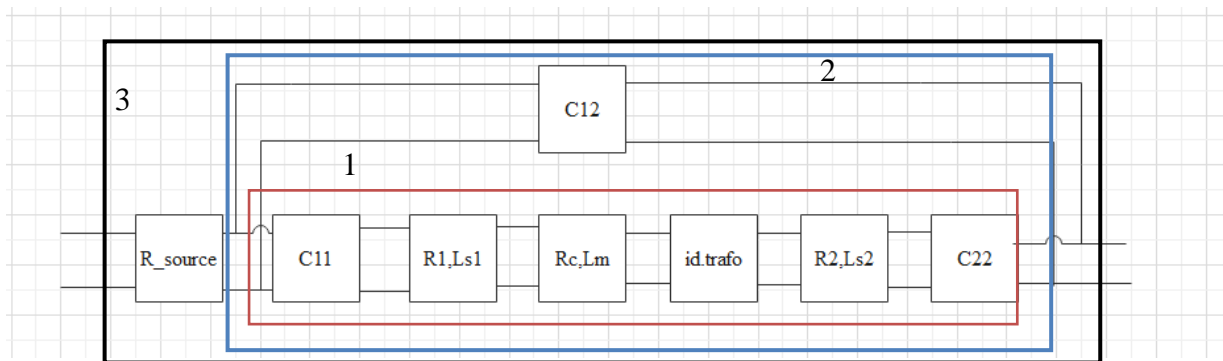 2
3
C12
1
R_source
C11
R1,Ls1
Rc,Lm
id.trafo
R2,Ls2
C22